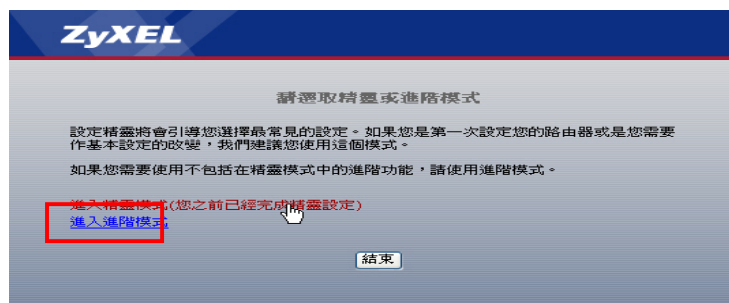 ZyXEL
請選取精靈或進階模式
設定精靈將會引導您選擇最常見的設定。如果您是第一次設定您的路由器或是您需要
作基本設定的改變，我們建議您使用這個模式。
如果您需要使用不包括在精靈模式中的進階功能，請使用進階模式。
進入精靈模式(您之前已經完成精靈設定)
進入進階模式
結束